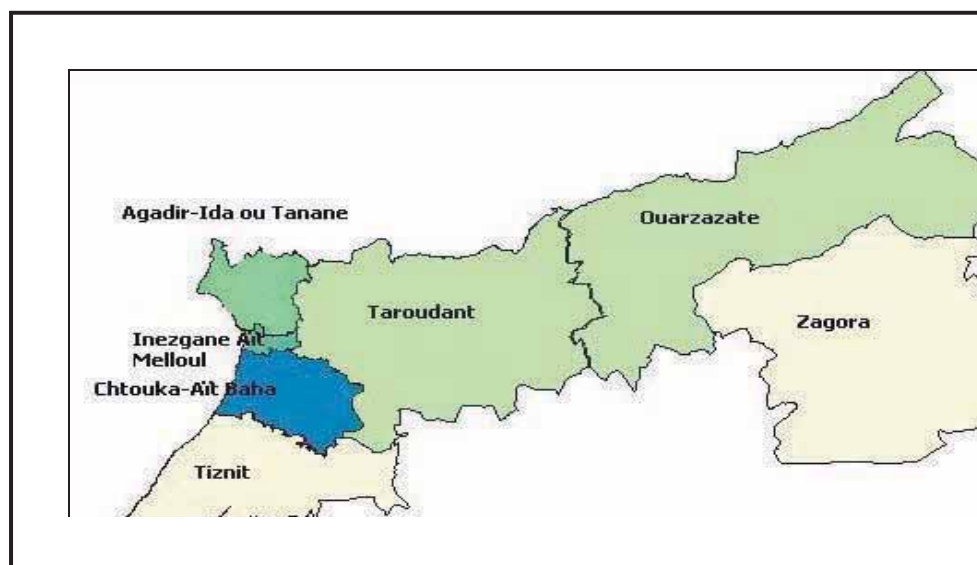 Ouarzazate
Agadir-Ida ou Tanane
Taroudant
Zagora
Inezgane Aït
Melloul
Chtouka-Aït Baha
Tiznit